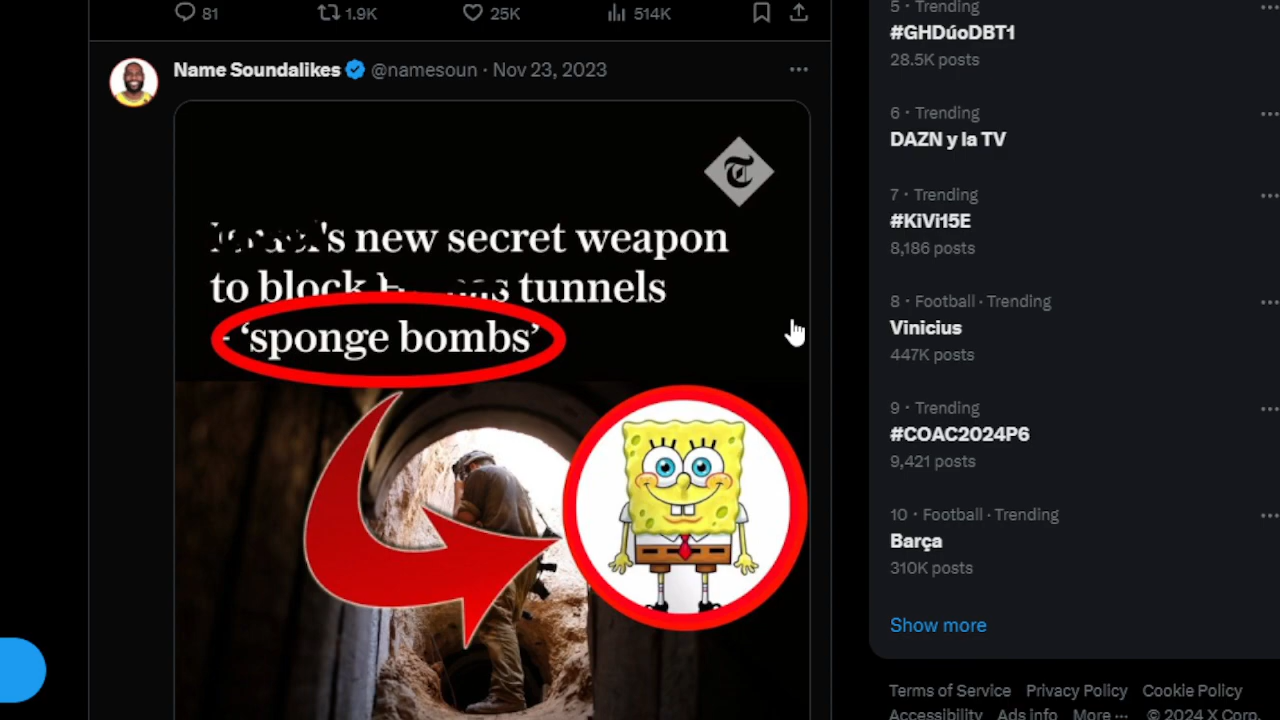 81 1.9K 25K 514K
Name Soundalikes @namesoun · Nov 23, 2023
T
's new secret weapon
to block tunnels
- ‘sponge bombs’
5 · Trending
#GHDúoDBT1
28.5K posts
6 · Trending
DAZN y la TV
7 · Trending
#KiVi15E
8,186 posts
8 · Football · Trending
Vinicius
447K posts
9 · Trending
#COAC2024P6
9,421 posts
10 · Football · Trending
Barça
310K posts
Show more
Terms of Service Privacy Policy Cookie Policy
Accessibility Ads info More ··· © 2024 X Corp.